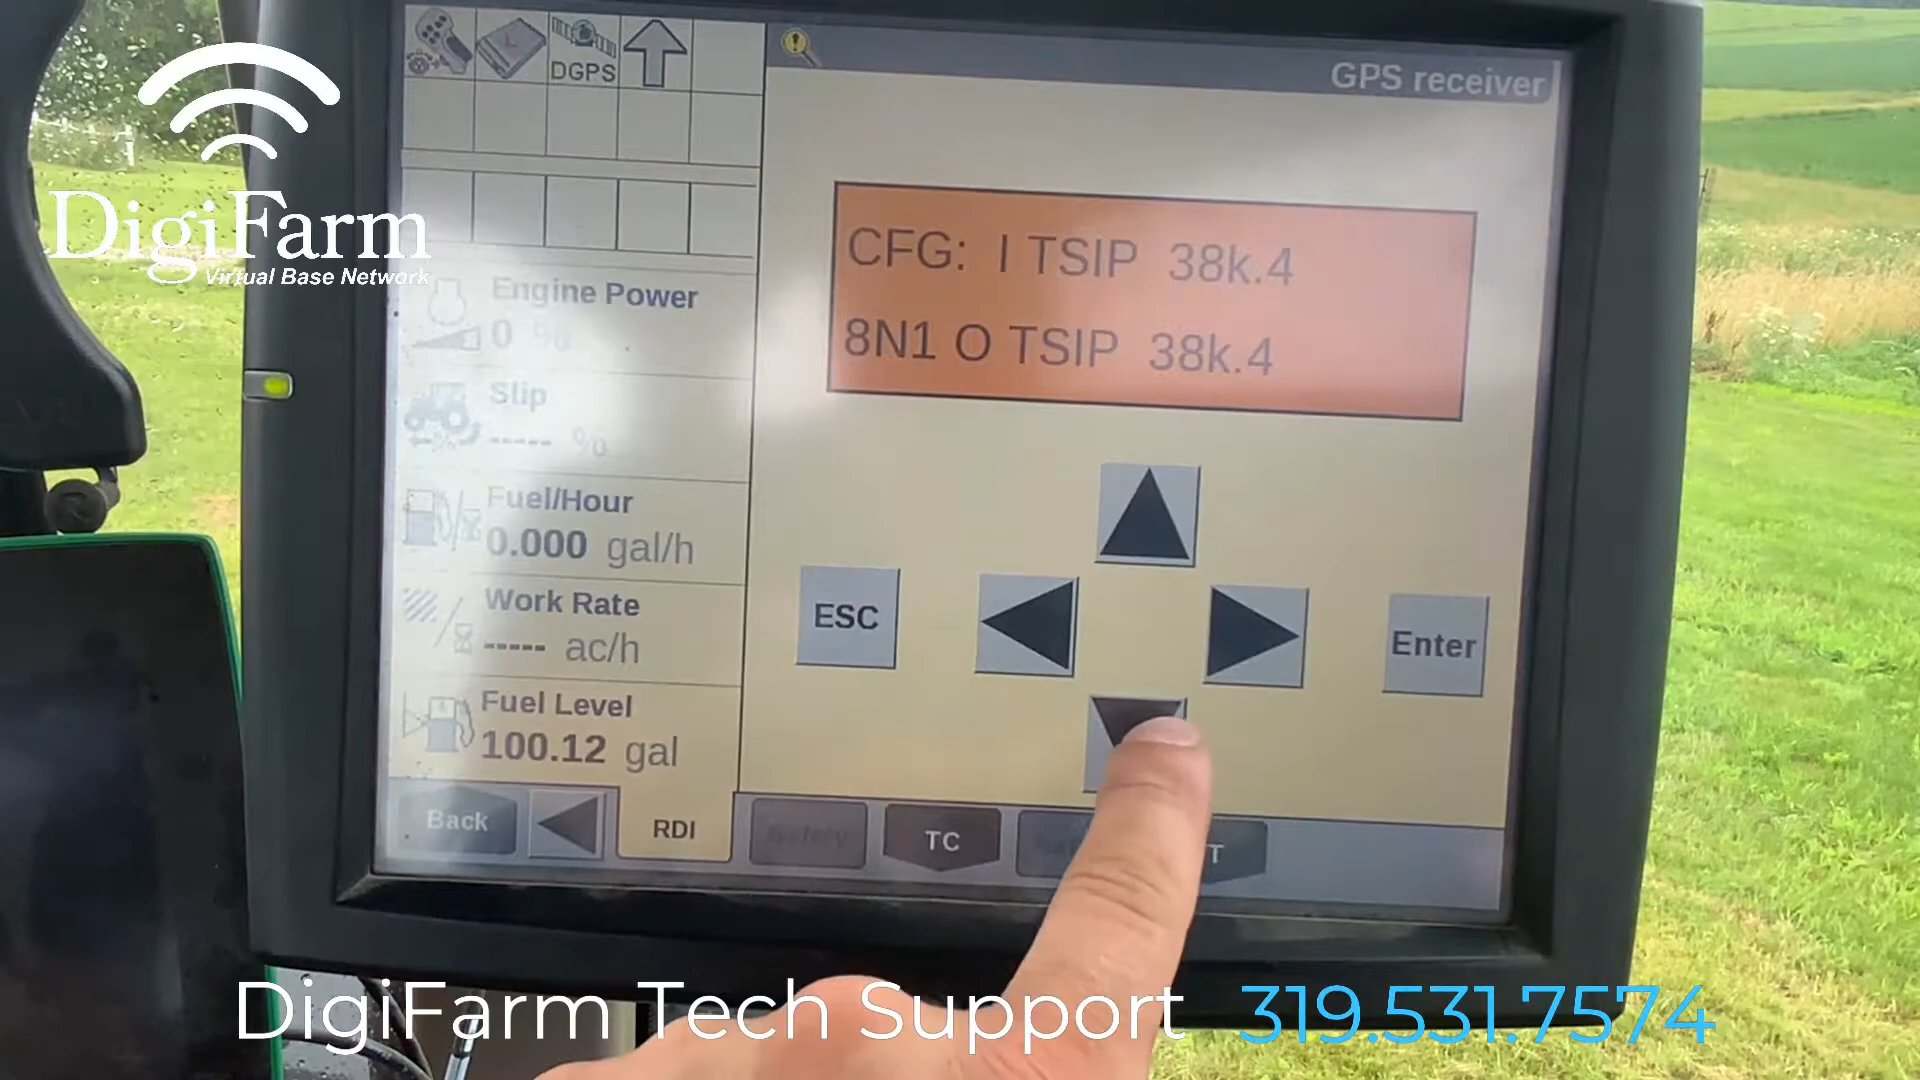 DigiFarm
Virtual Base Network
DGPS
GPS receiver
CFG: I TSIP 38k.4
8N1 O TSIP 38k.4
Engine Power
0 %
Slip
----- %
Fuel/Hour
0.000 gal/h
Work Rate
----- ac/h
Fuel Level
100.12 gal
ESC
Enter
Back
RDI
Safety
TC
T
DigiFarm Tech Support 319.531.7574